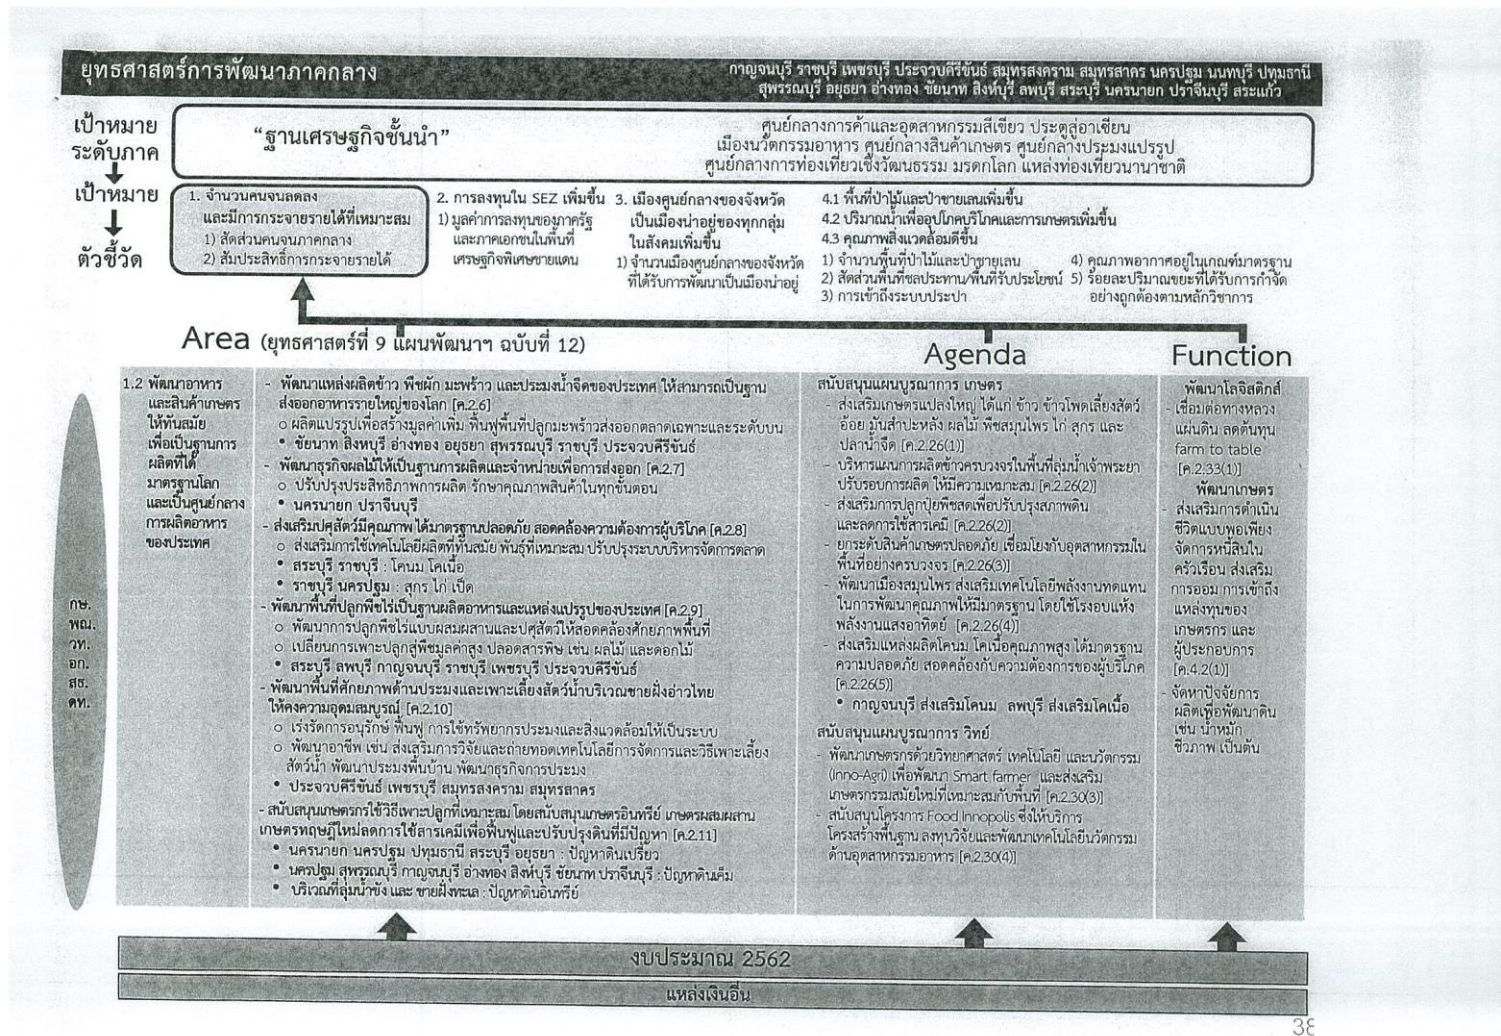 ยุทธศาสตร์การพัฒนาภาคกลาง
กาญจนบุรี ราชบุรี เพชรบุรี ประจวบคีรีขันธ์ สมุทรสงคราม สมุทรสาคร นครปฐม นนทบุรี ปทุมธานี
สุพรรณบุรี อยุธยา อ่างทอง ชัยนาท สิงห์บุรี ลพบุรี สระบุรี นครนายก ปราจีนบุรี สระแก้ว
เป้าหมาย
ระดับภาค
“ฐานเศรษฐกิจชั้นนำ”
ศูนย์กลางการค้าและอุตสาหกรรมสีเขียว ประตูสู่อาเซียน
เมืองนวัตกรรมอาหาร ศูนย์กลางสินค้าเกษตร ศูนย์กลางประมงแปรรูป
ศูนย์กลางการท่องเที่ยวเชิงวัฒนธรรม มรดกโลก แหล่งท่องเที่ยวนานาชาติ
เป้าหมาย
ตัวชี้วัด
1. จำนวนคนจนลดลง
และมีการกระจายรายได้ที่เหมาะสม
1) สัดส่วนคนจนภาคกลาง
2) สัมประสิทธิ์การกระจายรายได้
2. การลงทุนใน SEZ เพิ่มขึ้น
1) มูลค่าการลงทุนของภาครัฐ
และภาคเอกชนในพื้นที่
เศรษฐกิจพิเศษชายแดน
3. เมืองศูนย์กลางของจังหวัด
เป็นเมืองน่าอยู่ของทุกกลุ่ม
ในสังคมเพิ่มขึ้น
1) จำนวนเมืองศูนย์กลางของจังหวัด
ที่ได้รับการพัฒนาเป็นเมืองน่าอยู่
4.1 พื้นที่ป่าไม้และป่าชายเลนเพิ่มขึ้น
4.2 ปริมาณน้ำเพื่ออุปโภคบริโภคและการเกษตรเพิ่มขึ้น
4.3 คุณภาพสิ่งแวดล้อมดีขึ้น
1) จำนวนพื้นที่ป่าไม้และป่าชายเลน
2) สัดส่วนพื้นที่ชลประทาน/พื้นที่รับประโยชน์
3) การเข้าถึงระบบประปา
4) คุณภาพอากาศอยู่ในเกณฑ์มาตรฐาน
5) ร้อยละปริมาณขยะที่ได้รับการกำจัด
อย่างถูกต้องตามหลักวิชาการ
Area (ยุทธศาสตร์ที่ 9 แผนพัฒนาฯ ฉบับที่ 12)
Agenda
Function
กษ.
พณ.
วท.
อก.
สธ.
ดท.
1.2 พัฒนาอาหาร
และสินค้าเกษตร
ให้ทันสมัย
เพื่อเป็นฐานการ
ผลิตที่ได้
มาตรฐานโลก
และเป็นศูนย์กลาง
การผลิตอาหาร
ของประเทศ
- พัฒนาแหล่งผลิตข้าว พืชผัก มะพร้าว และประมงน้ำจืดของประเทศ ให้สามารถเป็นฐาน
ส่งออกอาหารรายใหญ่ของโลก [ค.2.6]
o ผลิตแปรรูปเพื่อสร้างมูลค่าเพิ่ม ฟื้นฟูพื้นที่ปลูกมะพร้าวส่งออกตลาดเฉพาะและระดับบน
• ชัยนาท สิงหบุรี อ่างทอง อยุธยา สุพรรณบุรี ราชบุรี ประจวบคีรีขันธ์
- พัฒนาธุรกิจผลไม้ให้เป็นฐานการผลิตและจำหน่ายเพื่อการส่งออก [ค.2.7]
o ปรับปรุงประสิทธิภาพการผลิต รักษาคุณภาพสินค้าในทุกขั้นตอน
• นครนายก ปราจีนบุรี
- ส่งเสริมปศุสัตว์มีคุณภาพ ได้มาตรฐานปลอดภัย สอดคล้องความต้องการผู้บริโภค [ค.2.8]
o ส่งเสริมการใช้เทคโนโลยีผลิตที่ทันสมัย พันธุ์ที่เหมาะสม ปรับปรุงระบบบริหารจัดการตลาด
• สระบุรี ราชบุรี : โคนม โคเนื้อ
• ราชบุรี นครปฐม : สุกร ไก่ เป็ด
- พัฒนาพื้นที่ปลูกพืชไร่เป็นฐานผลิตอาหารและแหล่งแปรรูปของประเทศ [ค.2.9]
o พัฒนาการปลูกพืชไร่แบบผสมผสานและปศุสัตว์ให้สอดคล้องศักยภาพพื้นที่
o เปลี่ยนการเพาะปลูกสู่พืชมูลค่าสูง ปลอดสารพิษ เช่น ผลไม้ และดอกไม้
• สระบุรี ลพบุรี กาญจนบุรี ราชบุรี เพชรบุรี ประจวบคีรีขันธ์
- พัฒนาพื้นที่ศักยภาพด้านประมงและเพาะเลี้ยงสัตว์น้ำบริเวณชายฝั่งอ่าวไทย
ให้คงความอุดมสมบูรณ์ [ค.2.10]
o เร่งรัดการอนุรักษ์ ฟื้นฟู การใช้ทรัพยากรประมงและสิ่งแวดล้อมให้เป็นระบบ
o พัฒนาอาชีพ เช่น ส่งเสริมการวิจัยและถ่ายทอดเทคโนโลยีการจัดการและวิธีเพาะเลี้ยง
สัตว์น้ำ พัฒนาประมงพื้นบ้าน พัฒนาธุรกิจการประมง
• ประจวบคีรีขันธ์ เพชรบุรี สมุทรสงคราม สมุทรสาคร
- สนับสนุนเกษตรกรใช้วิธีเพาะปลูกที่เหมาะสม โดยสนับสนุนเกษตรอินทรีย์ เกษตรผสมผสาน
เกษตรทฤษฎีใหม่ลดการใช้สารเคมีเพื่อฟื้นฟูและปรับปรุงดินที่มีปัญหา [ค.2.11]
• นครนายก นครปฐม ปทุมธานี สระบุรี อยุธยา : ปัญหาดินเปรี้ยว
• นครปฐม สุพรรณบุรี กาญจนบุรี อ่างทอง สิงห์บุรี ชัยนาท ปราจีนบุรี : ปัญหาดินเค็ม
• บริเวณที่ลุ่มน้ำขัง และ ชายฝั่งทะเล : ปัญหาดินอินทรีย์
สนับสนุนแผนบูรณาการ เกษตร
- ส่งเสริมเกษตรแปลงใหญ่ ได้แก่ ข้าว ข้าวโพดเลี้ยงสัตว์
อ้อย มันสำปะหลัง ผลไม้ พืชสมุนไพร ไก่ สุกร และ
ปลาน้ำจืด [ค.2.26(1)]
- บริหารแผนการผลิตข้าวครบวงจรในพื้นที่ลุ่มน้ำเจ้าพระยา
ปรับรอบการผลิต ให้มีความเหมาะสม [ค.2.26(2)]
- ส่งเสริมการปลูกปุ๋ยพืชสดเพื่อปรับปรุงสภาพดิน
และลดการใช้สารเคมี [ค.2.26(2)]
- ยกระดับสินค้าเกษตรปลอดภัย เชื่อมโยงกับอุตสาหกรรมใน
พื้นที่อย่างครบวงจร [ค.2.26(3)]
- พัฒนาเมืองสมุนไพร ส่งเสริมเทคโนโลยีพลังงานทดแทน
ในการพัฒนาคุณภาพให้มีมาตรฐาน โดยใช้โรงอบแห้ง
พลังงานแสงอาทิตย์ [ค.2.26(4)]
- ส่งเสริมแหล่งผลิตโคนม โคเนื้อคุณภาพสูง ได้มาตรฐาน
ความปลอดภัย สอดคล้องกับความต้องการของผู้บริโภค
[ค.2.26(5)]
• กาญจนบุรี ส่งเสริมโคนม ลพบุรี ส่งเสริมโคเนื้อ
สนับสนุนแผนบูรณาการ วิทย์
- พัฒนาเกษตรกรด้วยวิทยาศาสตร์ เทคโนโลยี และนวัตกรรม
(Inno-Agri) เพื่อพัฒนา Smart farmer และส่งเสริม
เกษตรกรรมสมัยใหม่ที่เหมาะสมกับพื้นที่ [ค.2.30(3)]
- สนับสนุนโครงการ Food Innopolis ซึ่งให้บริการ
โครงสร้างพื้นฐาน ลงทุนวิจัยและพัฒนาเทคโนโลยีนวัตกรรม
ด้านอุตสาหกรรมอาหาร [ค.2.30(4)]
พัฒนาโลจิสติกส์
- เชื่อมต่อทางหลวง
แผ่นดิน ลดต้นทุน
farm to table
[ค.2.33(1)]
พัฒนาเกษตร
- ส่งเสริมการดำเนิน
ชีวิตแบบพอเพียง
จัดการหนี้สินใน
ครัวเรือน ส่งเสริม
การออม การเข้าถึง
แหล่งทุนของ
เกษตรกร และ
ผู้ประกอบการ
[ค.4.2(1)]
- จัดหาปัจจัยการ
ผลิตเพื่อพัฒนาดิน
เช่น น้ำหมัก
ชีวภาพ เป็นต้น
งบประมาณ 2562
แหล่งเงินอื่น
38